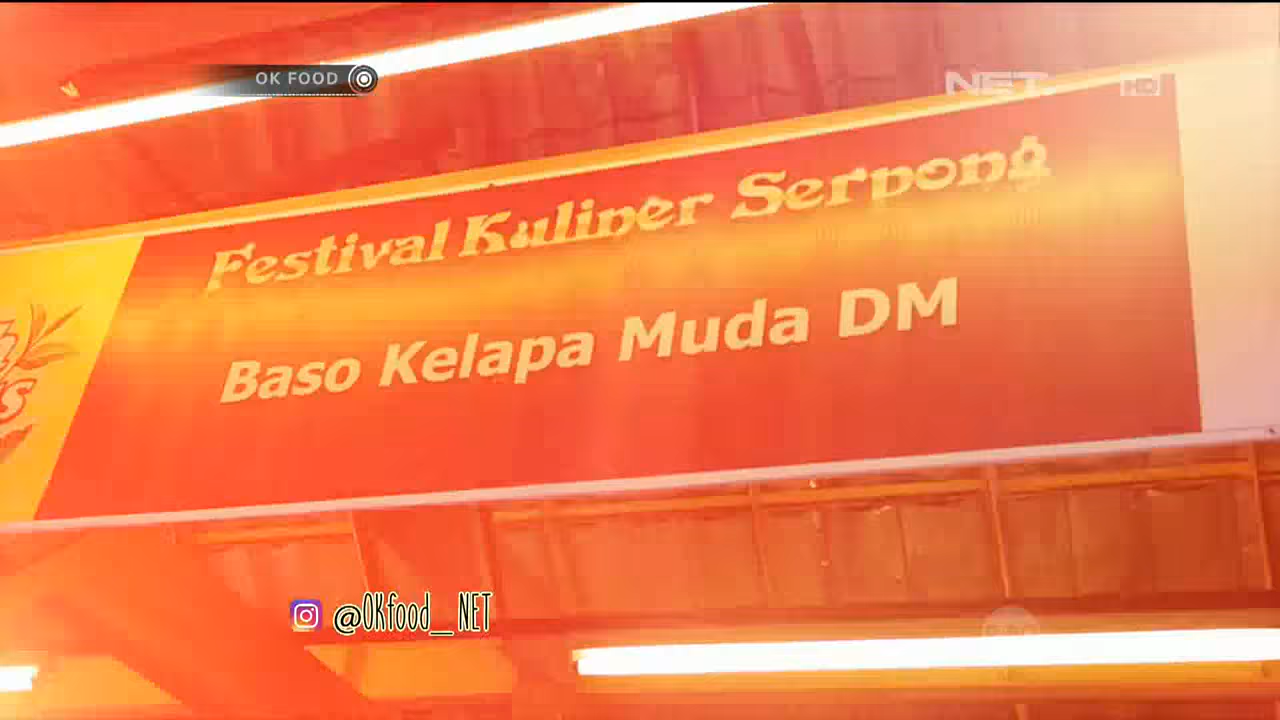 OK FOOD
NET.
HD
Festival Kuliner Serpong
Baso Kelapa Muda DM
@OKfood_NET